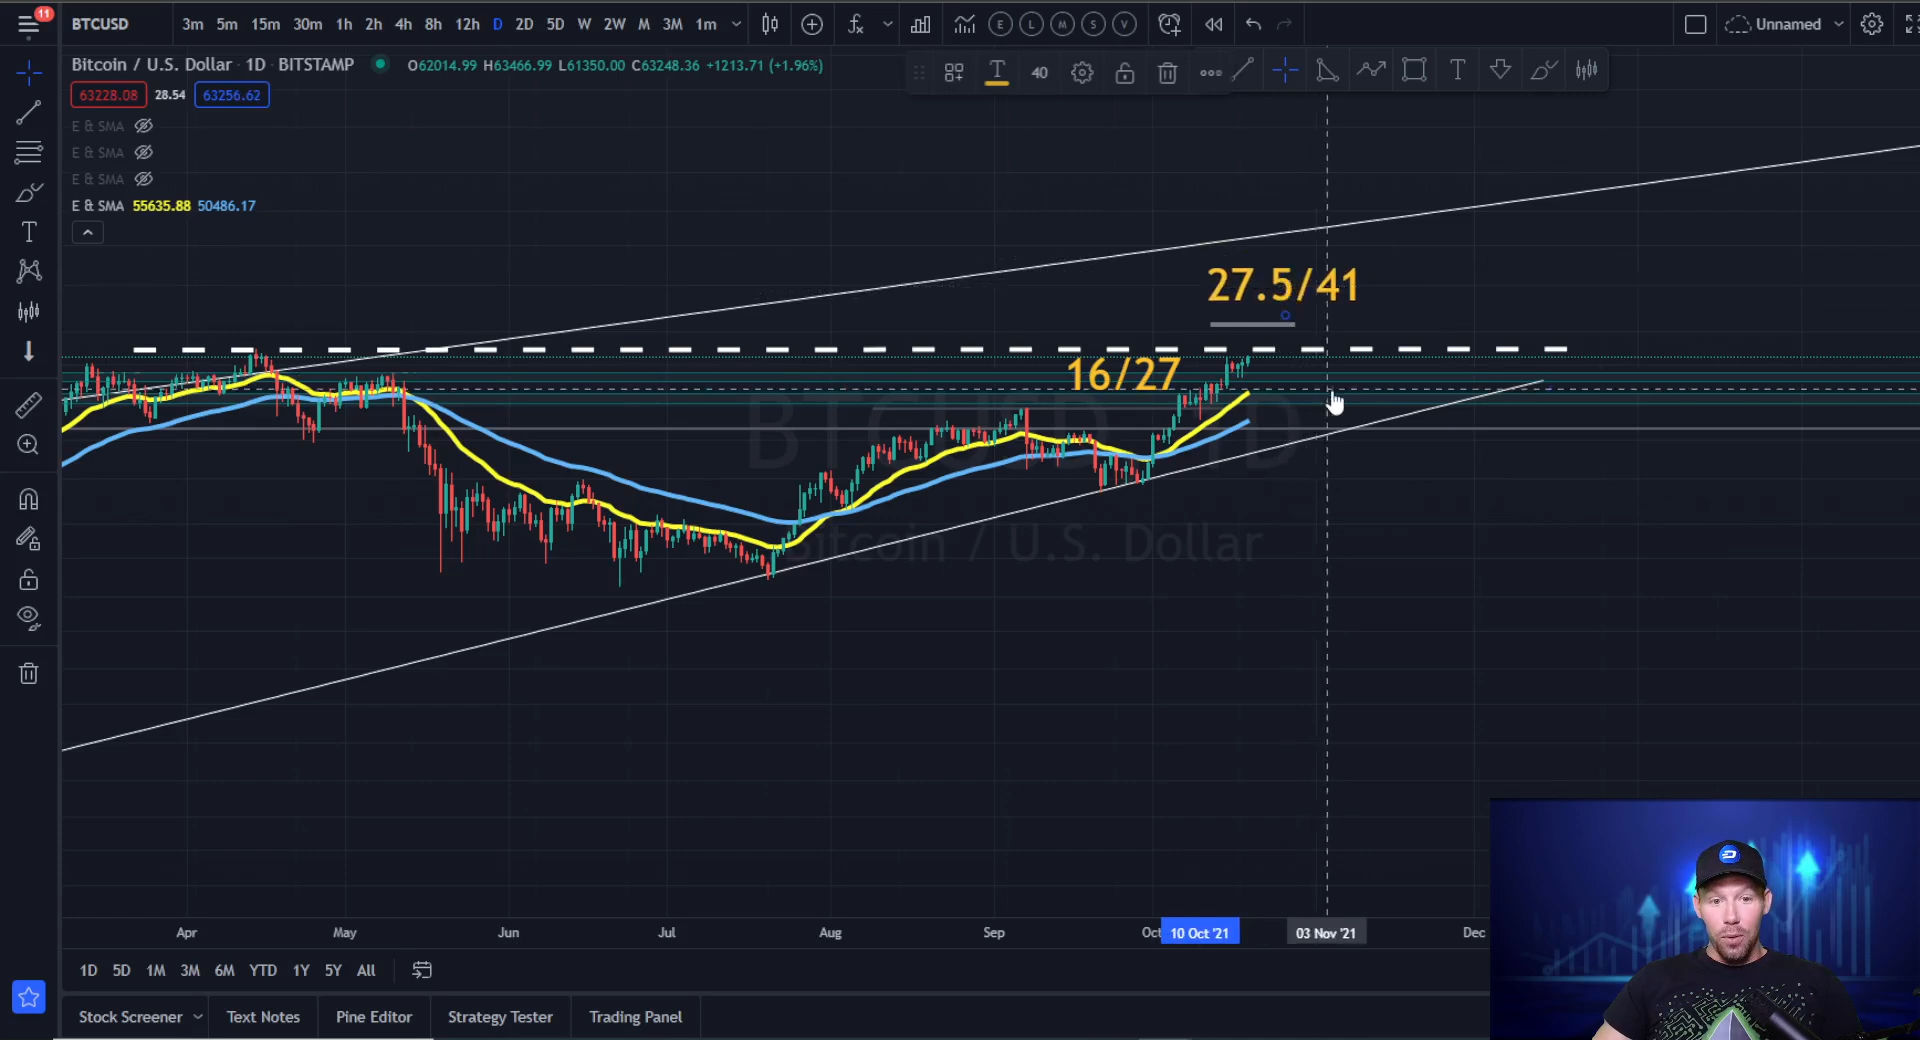 11
BTCUSD 3m 5m 15m 30m 1h 2h 4h 8h 12h D 2D 5D W 2W M 3M 1m E L M S V Unnamed
Bitcoin / U.S. Dollar · 1D · BITSTAMP O62014.99 H63466.99 L61350.00 C63248.36 +1213.71 (+1.96%)
T 40 T
63228.08 28.54 63256.62
E & SMA
E & SMA
E & SMA
E & SMA 55635.88 50486.17
27.5/41
16/27
BTCUSD, 1D
Bitcoin / U.S. Dollar
Apr May Jun Jul Aug Sep Oct 10 Oct '21 03 Nov '21 Dec
1D 5D 1M 3M 6M YTD 1Y 5Y All
Stock Screener Text Notes Pine Editor Strategy Tester Trading Panel